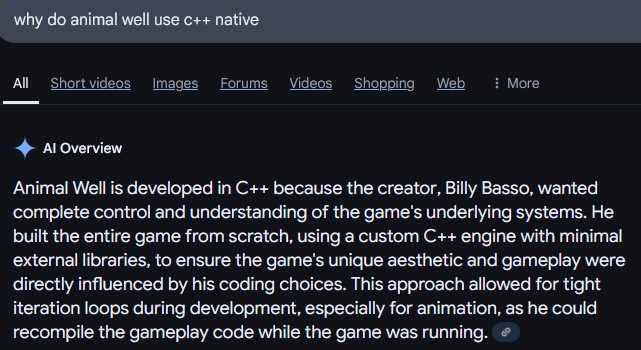 why do animal well use c++ native
All Short videos Images Forums Videos Shopping Web More
AI Overview
Animal Well is developed in C++ because the creator, Billy Basso, wanted
complete control and understanding of the game's underlying systems. He
built the entire game from scratch, using a custom C++ engine with minimal
external libraries, to ensure the game's unique aesthetic and gameplay were
directly influenced by his coding choices. This approach allowed for tight
iteration loops during development, especially for animation, as he could
recompile the gameplay code while the game was running.